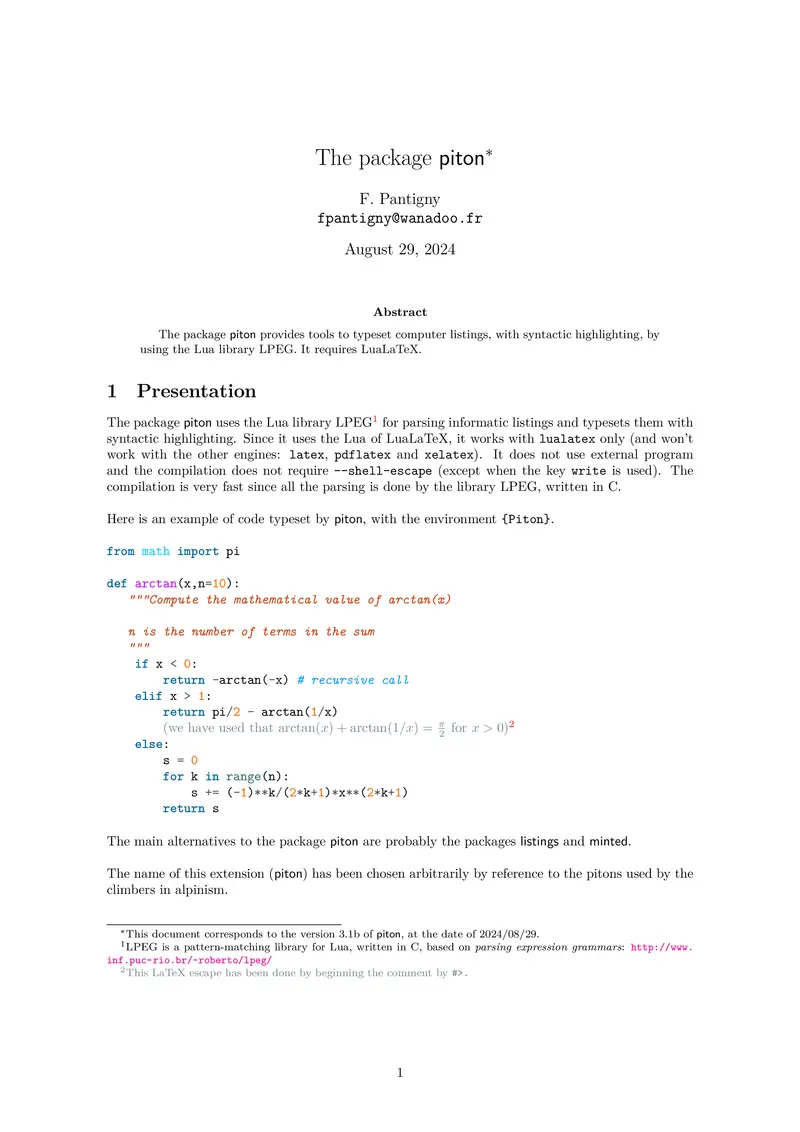 The package piton*
F. Pantigny
fpantigny@wanadoo.fr
August 29, 2024
Abstract
The package piton provides tools to typeset computer listings, with syntactic highlighting, by
using the Lua library LPEG. It requires LuaLaTeX.
1 Presentation
The package piton uses the Lua library LPEG1 for parsing informatic listings and typesets them with
syntactic highlighting. Since it uses the Lua of LuaLaTeX, it works with lualatex only (and won't
work with the other engines: latex, pdflatex and xelatex). It does not use external program
and the compilation does not require --shell-escape (except when the key write is used). The
compilation is very fast since all the parsing is done by the library LPEG, written in C.
Here is an example of code typeset by piton, with the environment {Piton}.
from math import pi
def arctan(x,n=10):
    """Compute the mathematical value of arctan(x)
    n is the number of terms in the sum
    """
    if x < 0:
        return -arctan(-x) # recursive call
    elif x > 1:
        return pi/2 - arctan(1/x)
        (we have used that arctan(x) + arctan(1/x) = π/2 for x > 0)2
    else:
        s = 0
        for k in range(n):
            s += (-1)**k/(2*k+1)*x**(2*k+1)
        return s
The main alternatives to the package piton are probably the packages listings and minted.
The name of this extension (piton) has been chosen arbitrarily by reference to the pitons used by the
climbers in alpinism.
*This document corresponds to the version 3.1b of piton, at the date of 2024/08/29.
1LPEG is a pattern-matching library for Lua, written in C, based on parsing expression grammars: http://www.
inf.puc-rio.br/~roberto/lpeg/
2This LaTeX escape has been done by beginning the comment by #>.
1